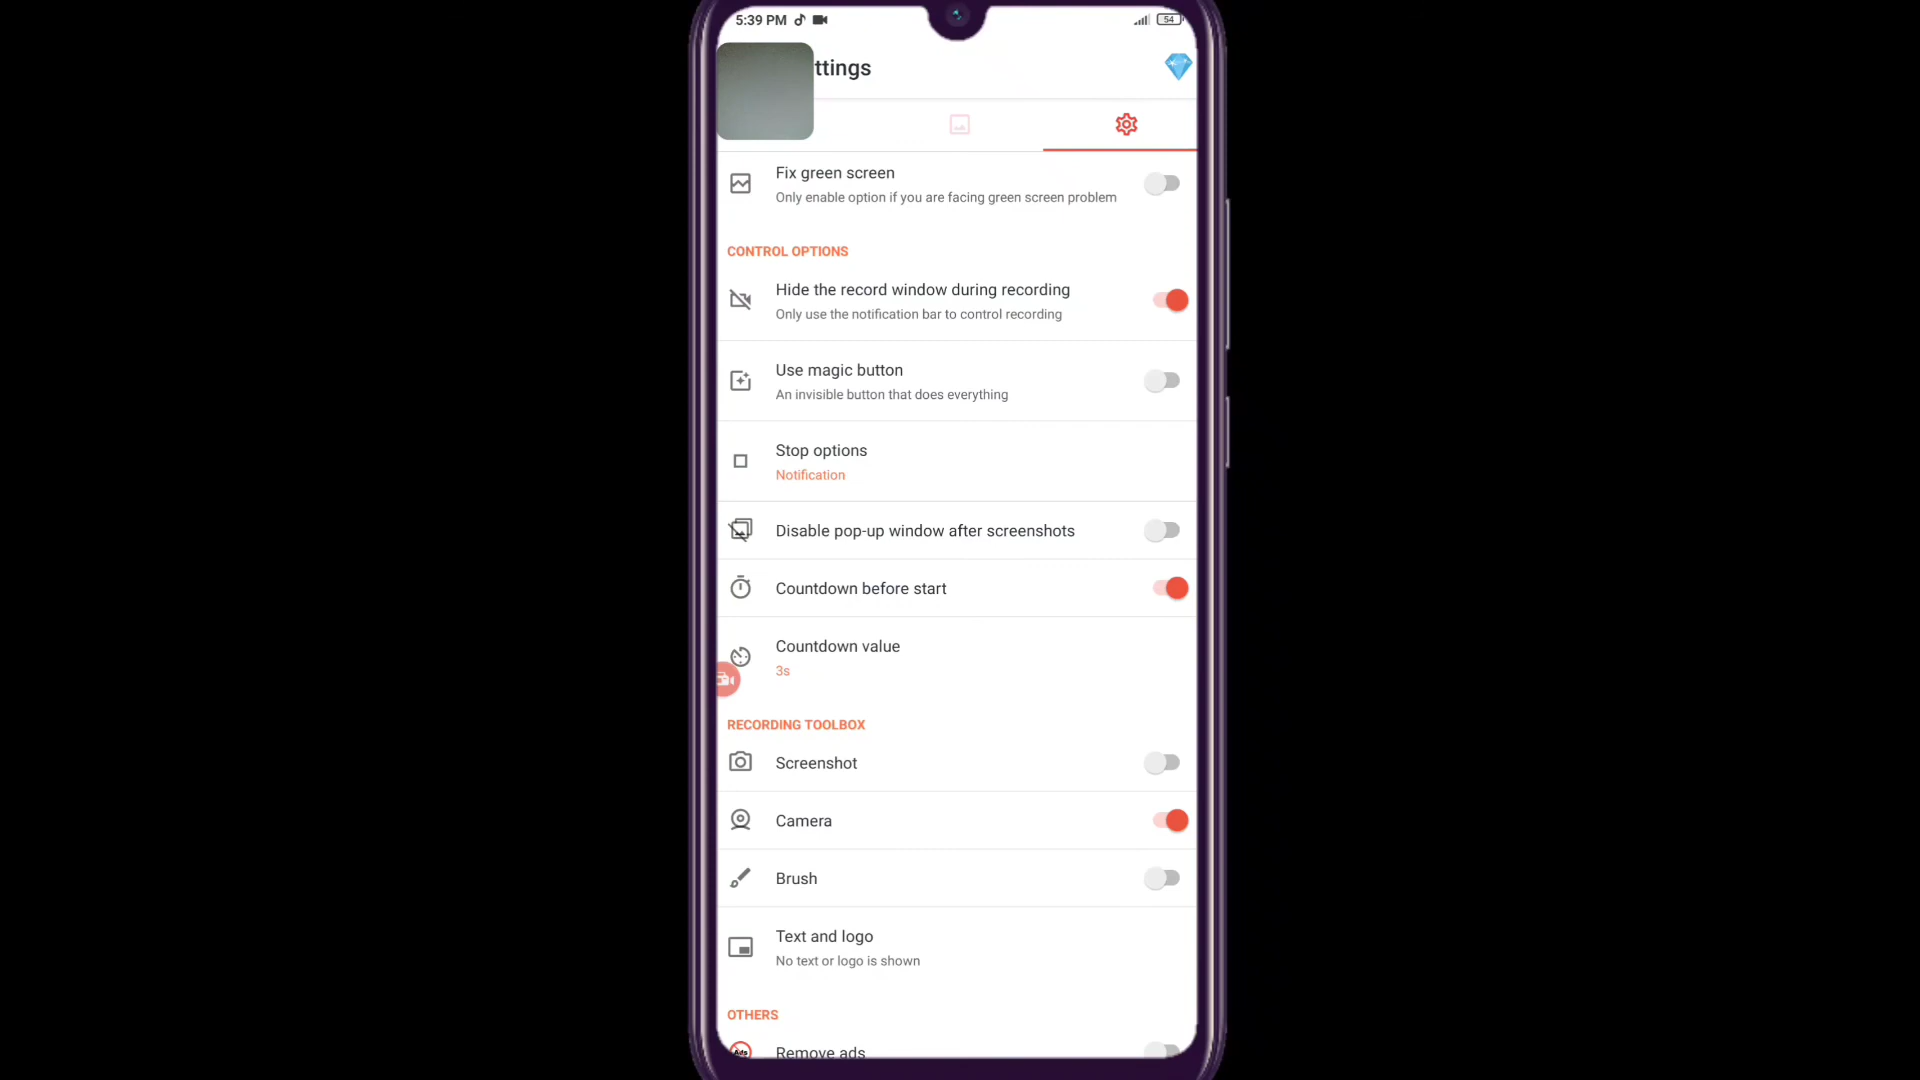 5:39 PM
54
ttings
Fix green screen
Only enable option if you are facing green screen problem
CONTROL OPTIONS
Hide the record window during recording
Only use the notification bar to control recording
Use magic button
An invisible button that does everything
Stop options
Notification
Disable pop-up window after screenshots
Countdown before start
Countdown value
3s
RECORDING TOOLBOX
Screenshot
Camera
Brush
Text and logo
No text or logo is shown
OTHERS
Ads
Remove ads